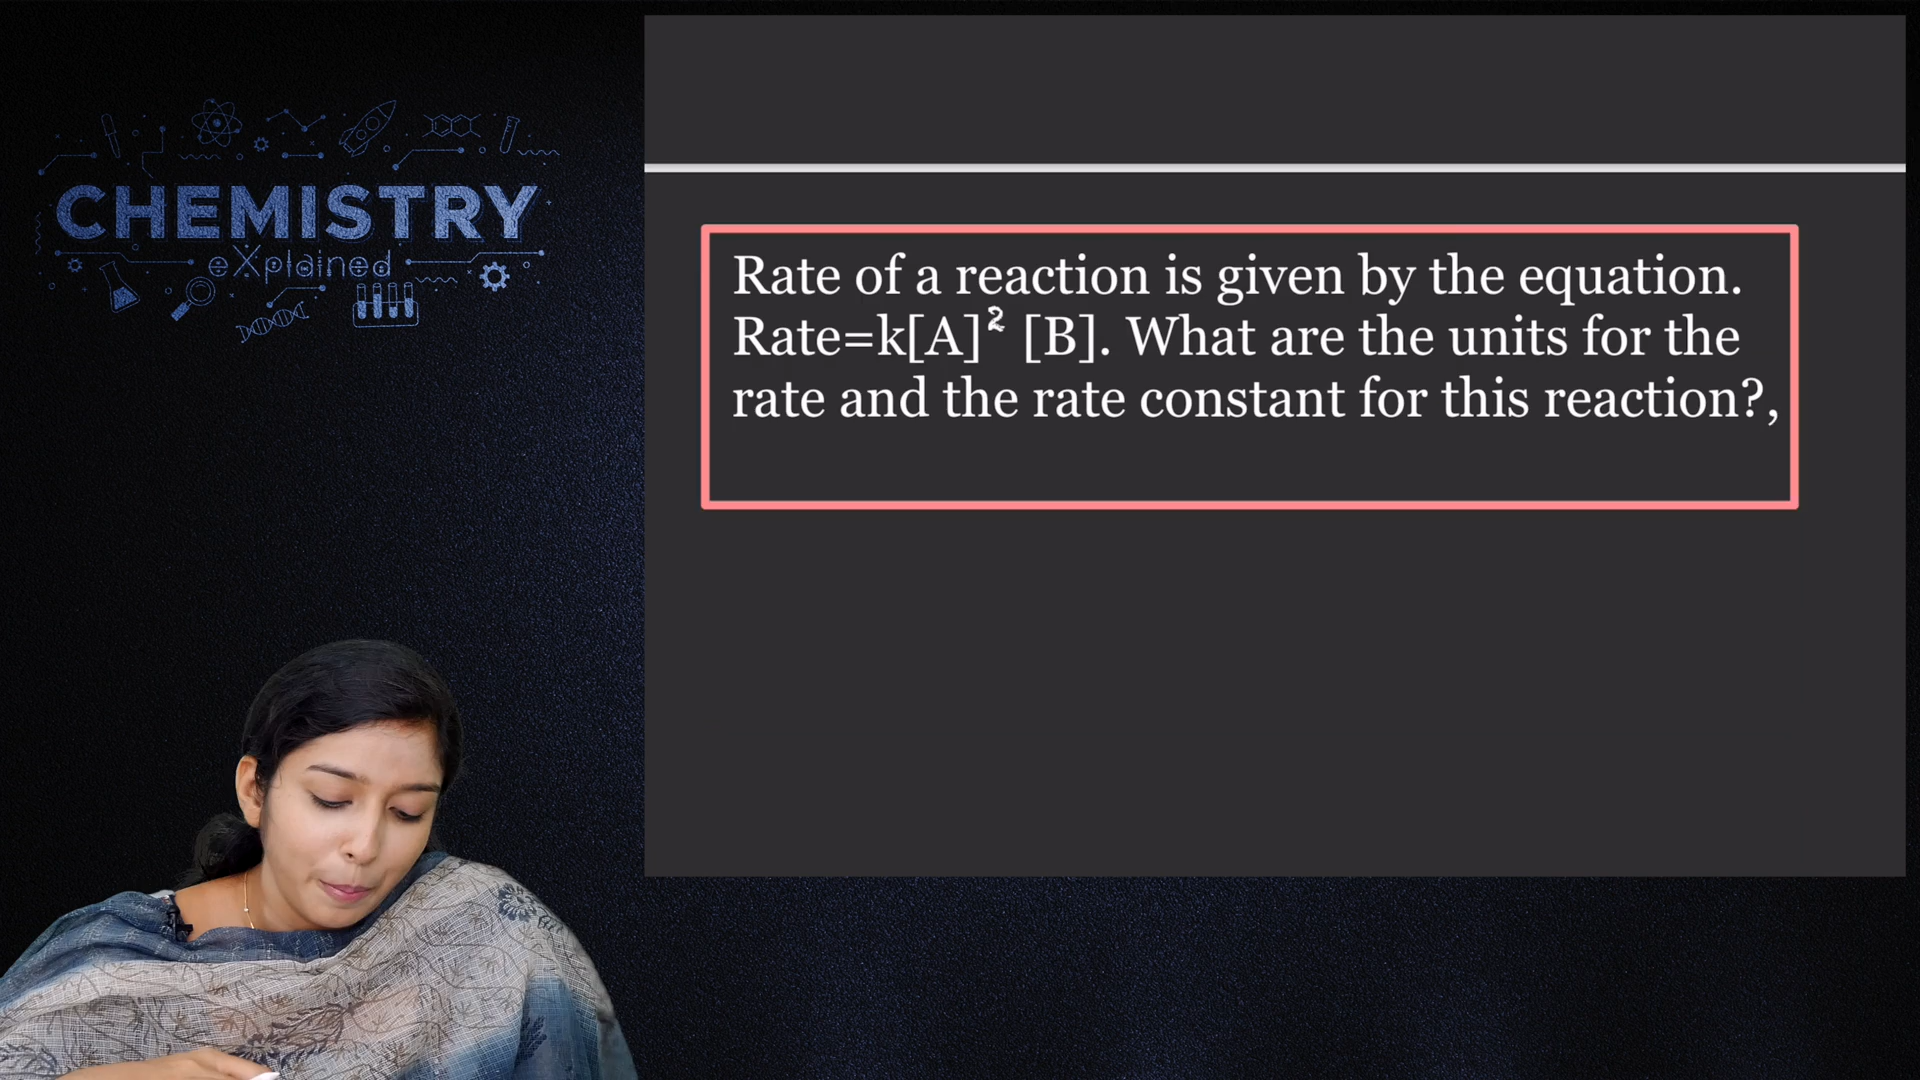 CHEMISTRY
eXplained
Rate of a reaction is given by the equation.
Rate=k[A]² [B]. What are the units for the
rate and the rate constant for this reaction?,